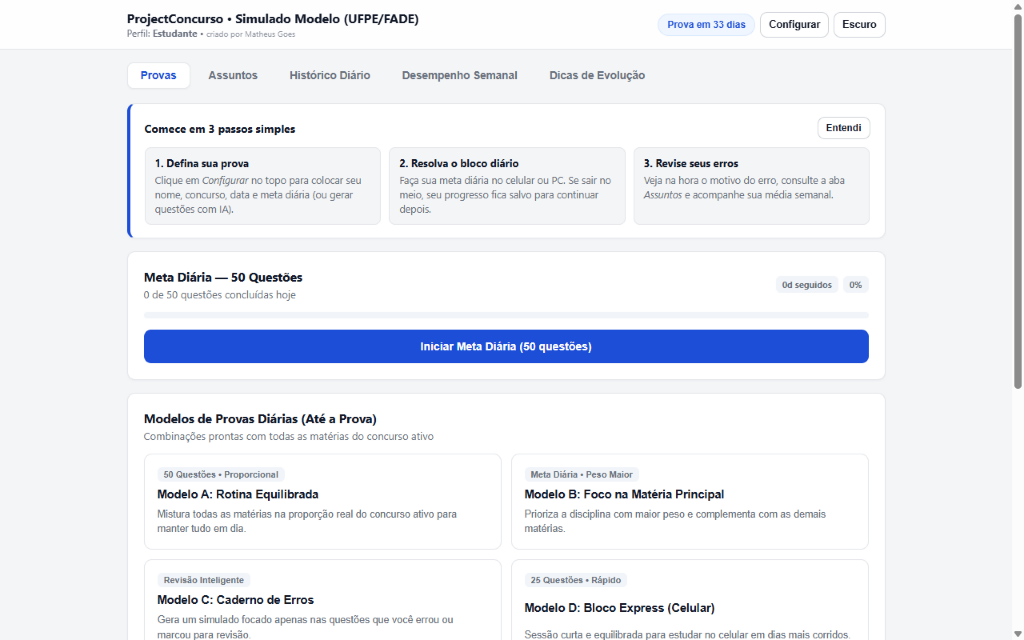 ProjectConcurso • Simulado Modelo (UFPE/FADE)
Perfil: Estudante • criado por Matheus Goes
Prova em 33 dias
Configurar
Escuro
Provas
Assuntos
Histórico Diário
Desempenho Semanal
Dicas de Evolução
Comece em 3 passos simples
Entendi
1. Defina sua prova
Clique em Configurar no topo para colocar seu
nome, concurso, data e meta diária (ou gerar
questões com IA).
2. Resolva o bloco diário
Faça sua meta diária no celular ou PC. Se sair no
meio, seu progresso fica salvo para continuar
depois.
3. Revise seus erros
Veja na hora o motivo do erro, consulte a aba
Assuntos e acompanhe sua média semanal.
Meta Diária — 50 Questões
0 de 50 questões concluídas hoje
0d seguidos
0%
Iniciar Meta Diária (50 questões)
Modelos de Provas Diárias (Até a Prova)
Combinações prontas com todas as matérias do concurso ativo
50 Questões • Proporcional
Modelo A: Rotina Equilibrada
Mistura todas as matérias na proporção real do concurso ativo para
manter tudo em dia.
Meta Diária • Peso Maior
Modelo B: Foco na Matéria Principal
Prioriza a disciplina com maior peso e complementa com as demais
matérias.
Revisão Inteligente
Modelo C: Caderno de Erros
Gera um simulado focado apenas nas questões que você errou ou
marcou para revisão.
25 Questões • Rápido
Modelo D: Bloco Express (Celular)
Sessão curta e equilibrada para estudar no celular em dias mais corridos.